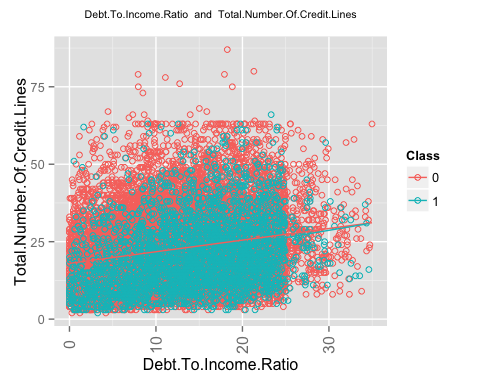 Debt.To.Income.Ratio and Total.Number.Of.Credit.Lines
Total.Number.Of.Credit.Lines
75
50
25
0
0
10
20
30
Debt.To.Income.Ratio
Class
0
1